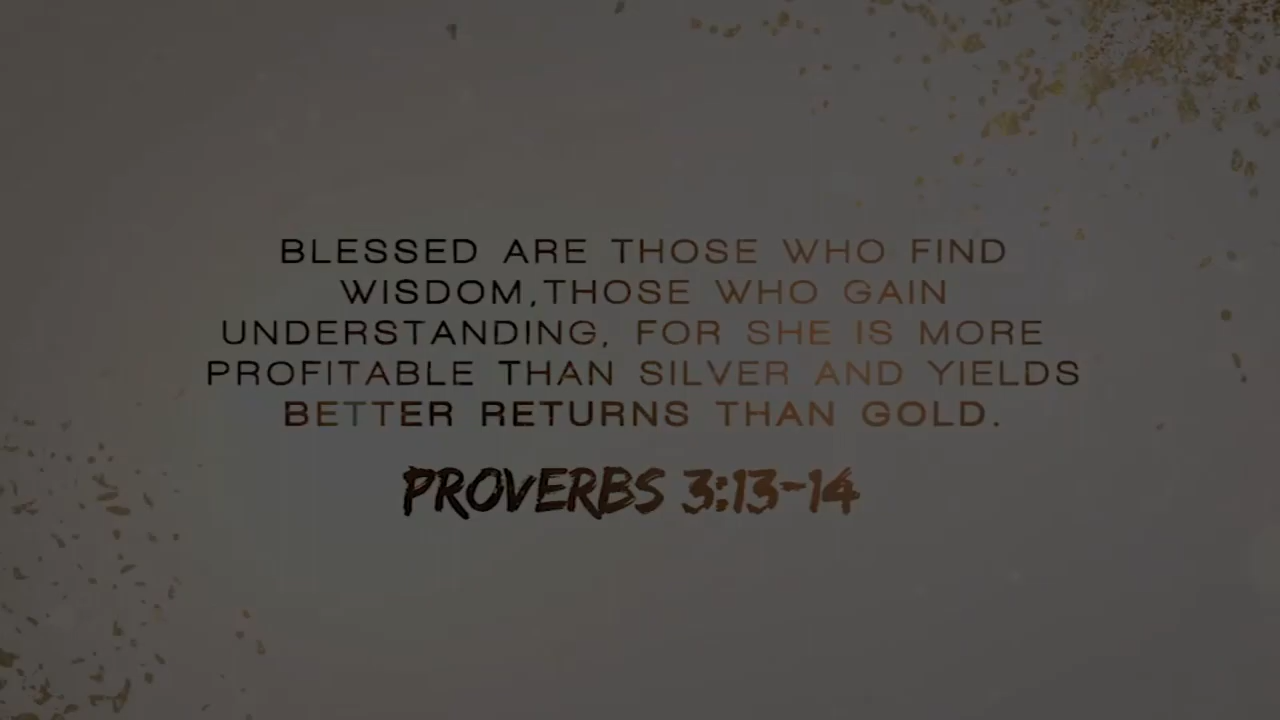 BLESSED ARE THOSE WHO FIND
WISDOM,THOSE WHO GAIN
UNDERSTANDING, FOR SHE IS MORE
PROFITABLE THAN SILVER AND YIELDS
BETTER RETURNS THAN GOLD.
PROVERBS 3:13-14